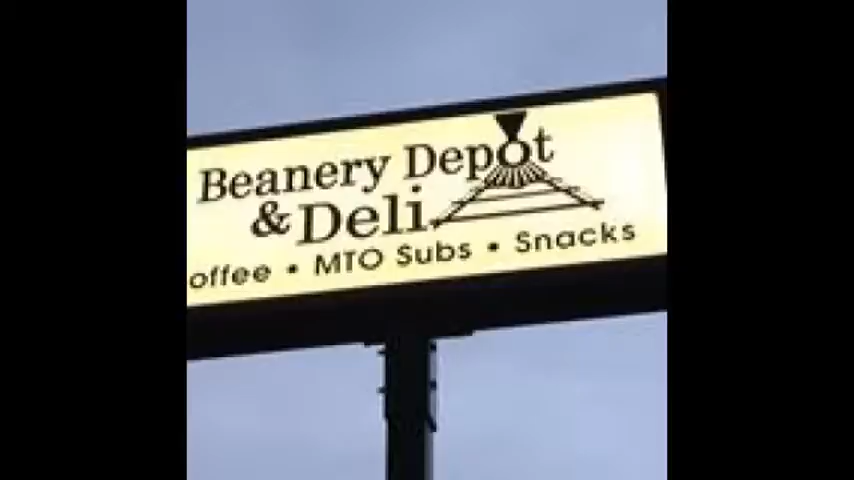 Beanery Depot
& Deli
offee • MTO Subs • Snacks